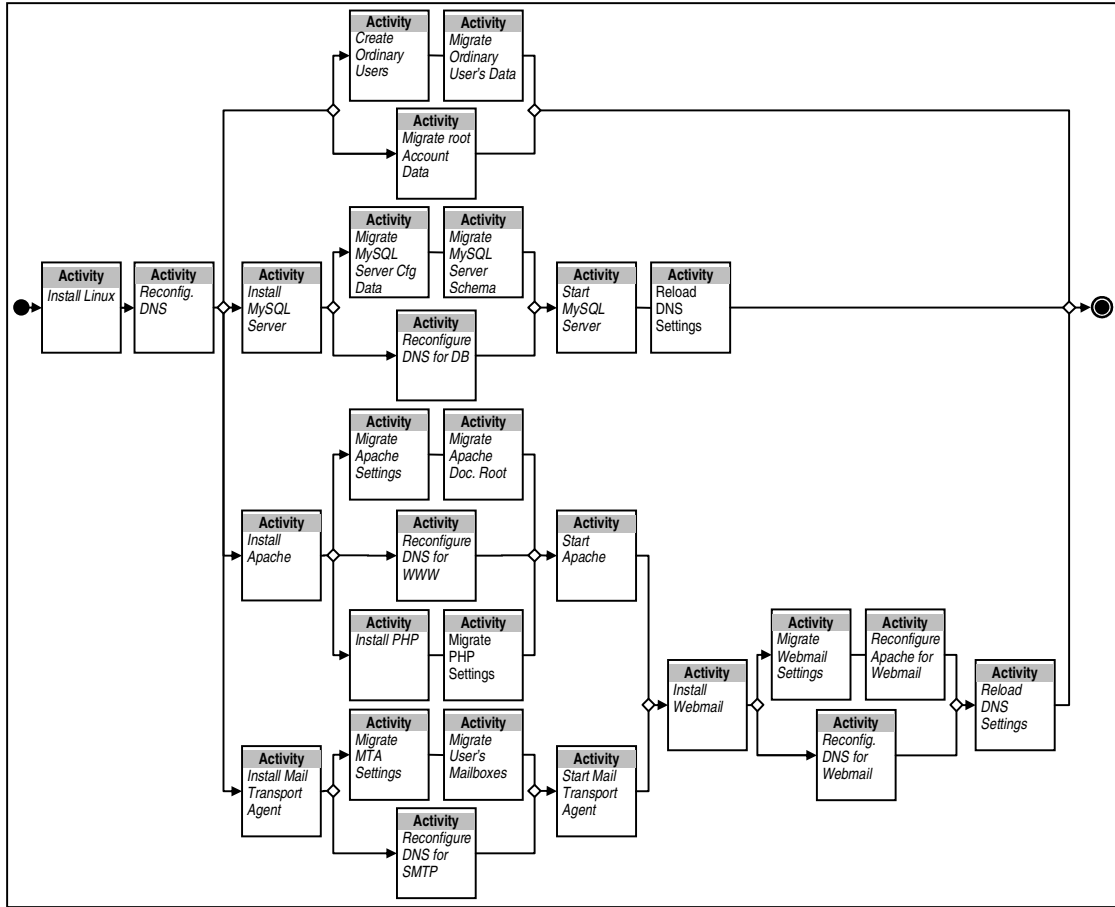 Activity
Create
Ordinary
Users
Activity
Migrate
Ordinary
User's Data
Activity
Migrate root
Account
Data
Activity
Install Linux
Activity
Reconfig.
DNS
Activity
Install
MySQL
Server
Activity
Migrate
MySQL
Server Cfg
Data
Activity
Migrate
MySQL
Server
Schema
Activity
Reconfigure
DNS for DB
Activity
Start
MySQL
Server
Activity
Reload
DNS
Settings
Activity
Install
Apache
Activity
Migrate
Apache
Settings
Activity
Migrate
Apache
Doc. Root
Activity
Reconfigure
DNS for
WWW
Activity
Install PHP
Activity
Migrate
PHP
Settings
Activity
Start
Apache
Activity
Install Mail
Transport
Agent
Activity
Migrate
MTA
Settings
Activity
Migrate
User's
Mailboxes
Activity
Reconfigure
DNS for
SMTP
Activity
Start Mail
Transport
Agent
Activity
Install
Webmail
Activity
Migrate
Webmail
Settings
Activity
Reconfigure
Apache for
Webmail
Activity
Reconfig.
DNS for
Webmail
Activity
Reload
DNS
Settings